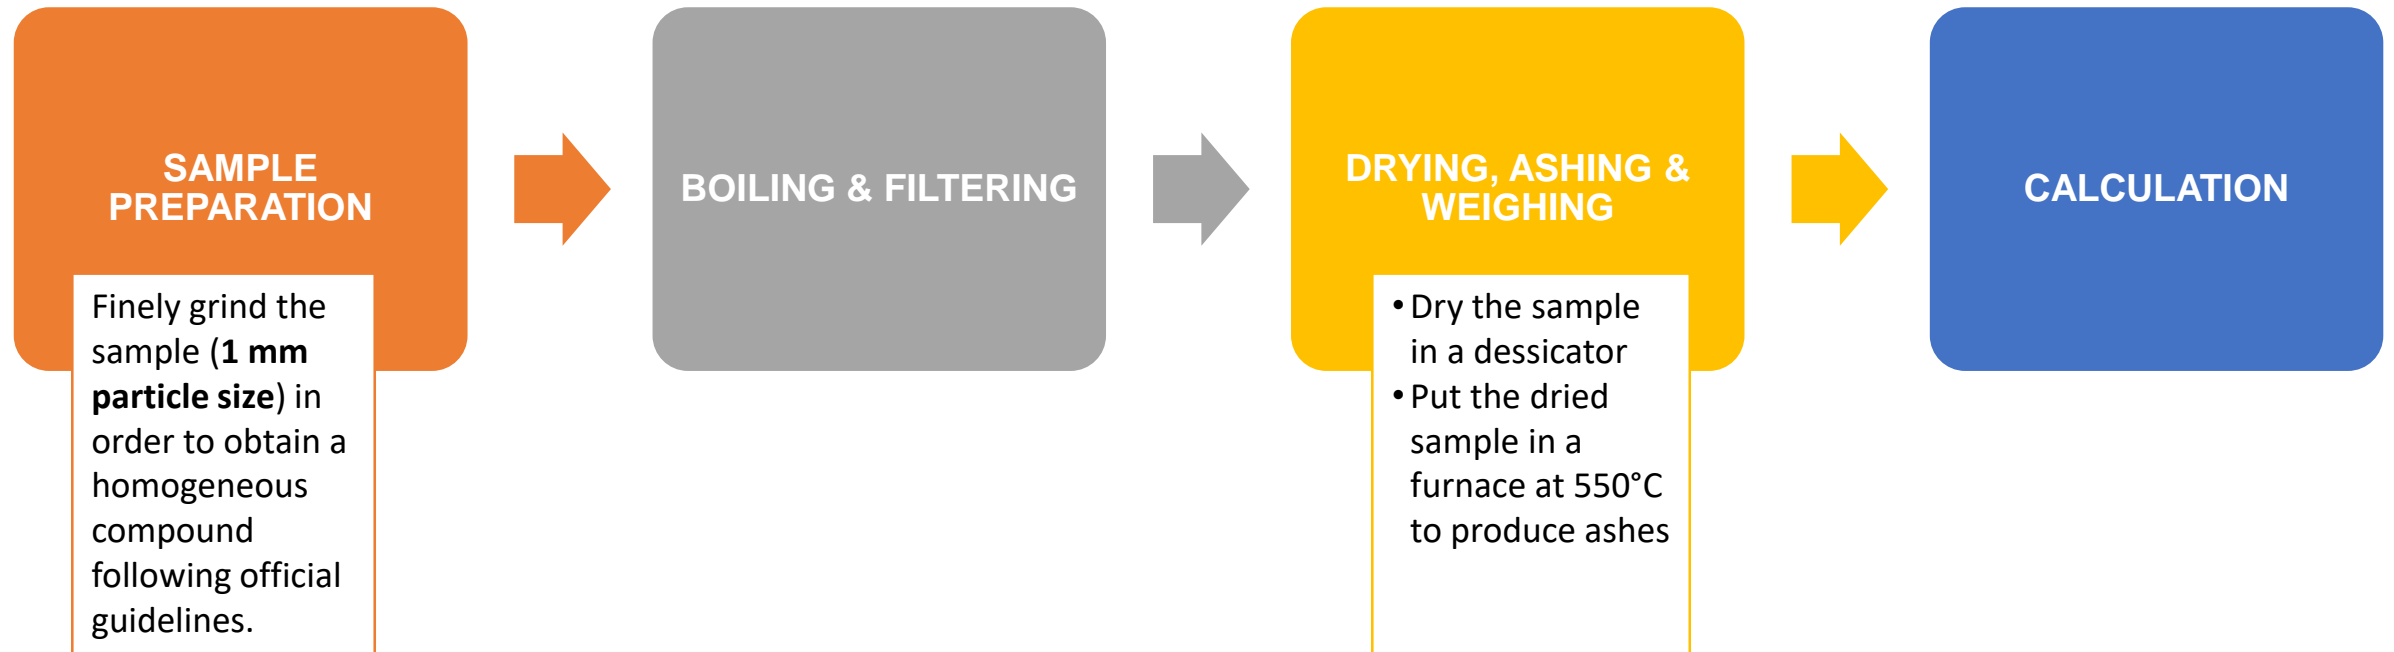 SAMPLE
PREPARATION
Finely grind the
sample (1 mm
particle size) in
order to obtain a
homogeneous
compound
following official
guidelines.
BOILING & FILTERING
DRYING, ASHING &
WEIGHING
• Dry the sample
in a dessicator
• Put the dried
sample in a
furnace at 550°C
to produce ashes
CALCULATION